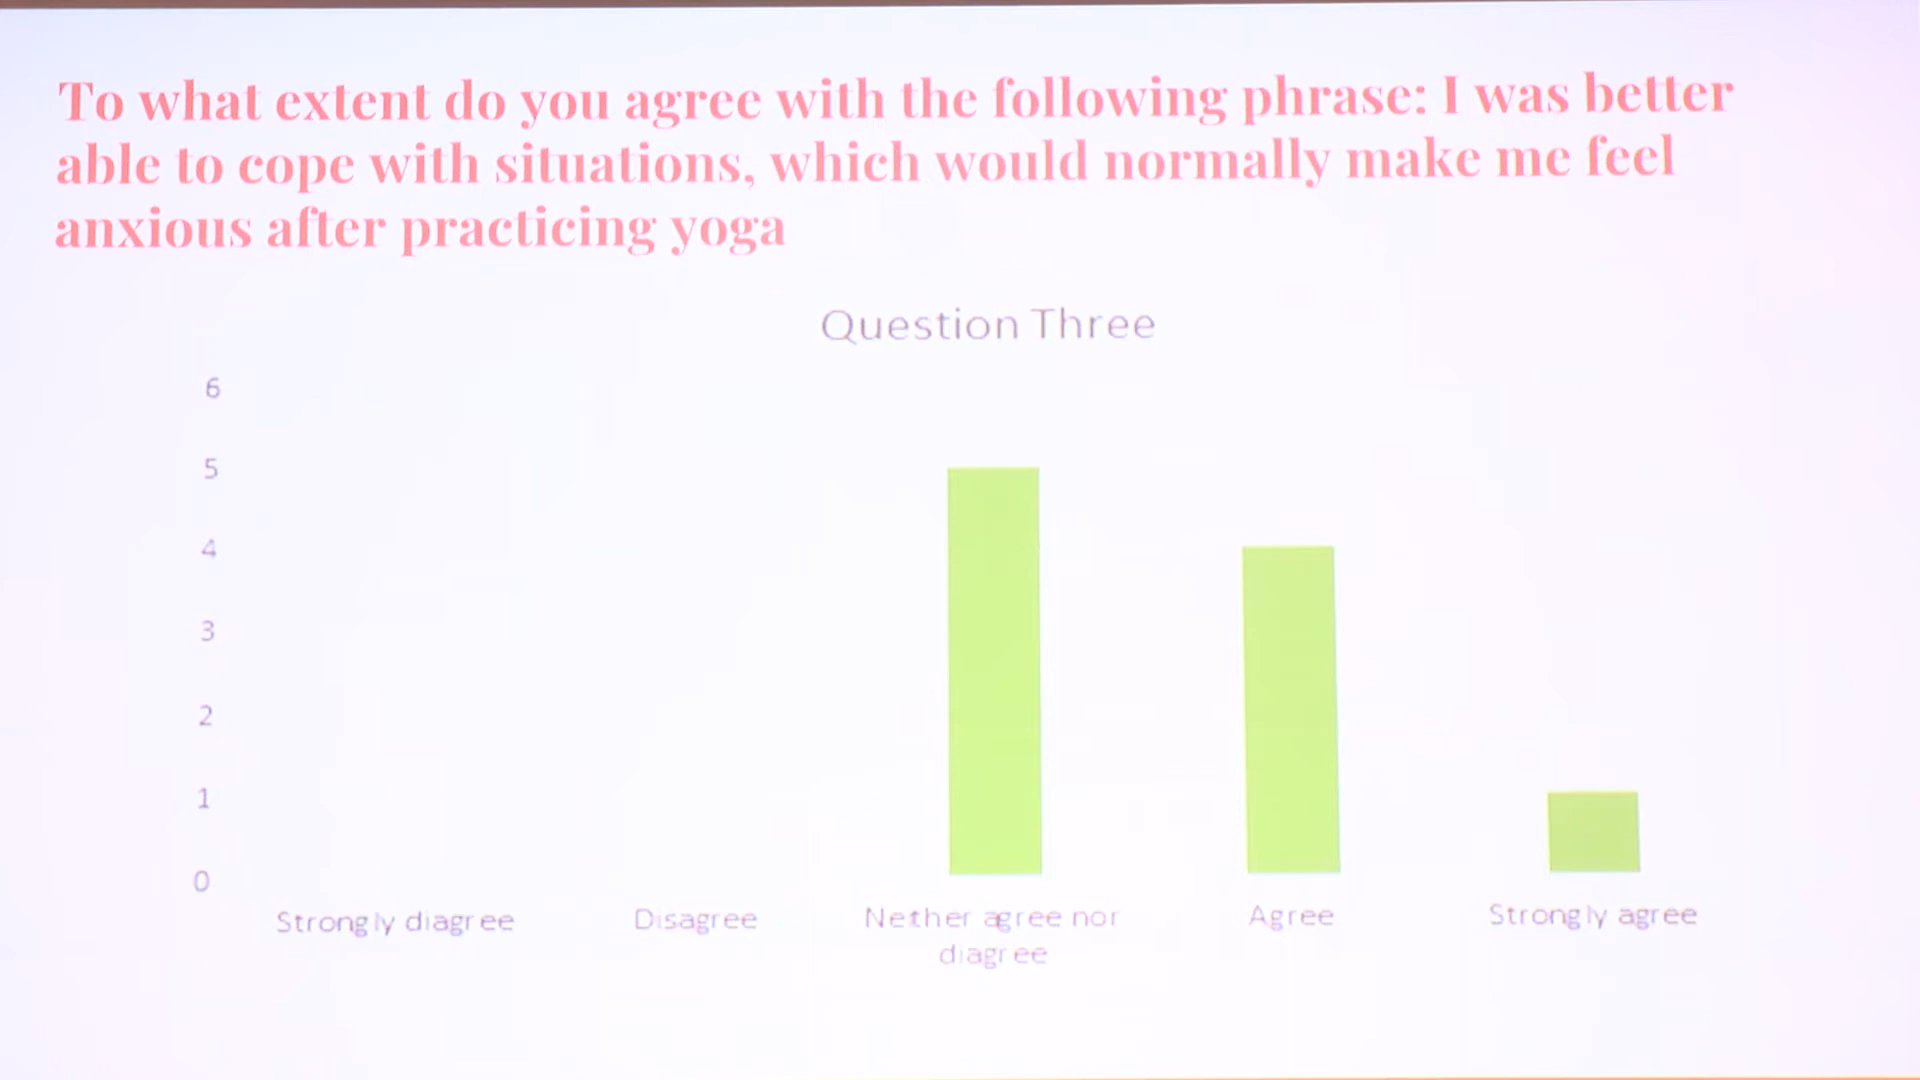 To what extent do you agree with the following phrase: I was better
able to cope with situations, which would normally make me feel
anxious after practicing yoga
Question Three
6
5
4
3
2
1
0
Strongly diagree
Disagree
Nether agree nor
diagree
Agree
Strongly agree